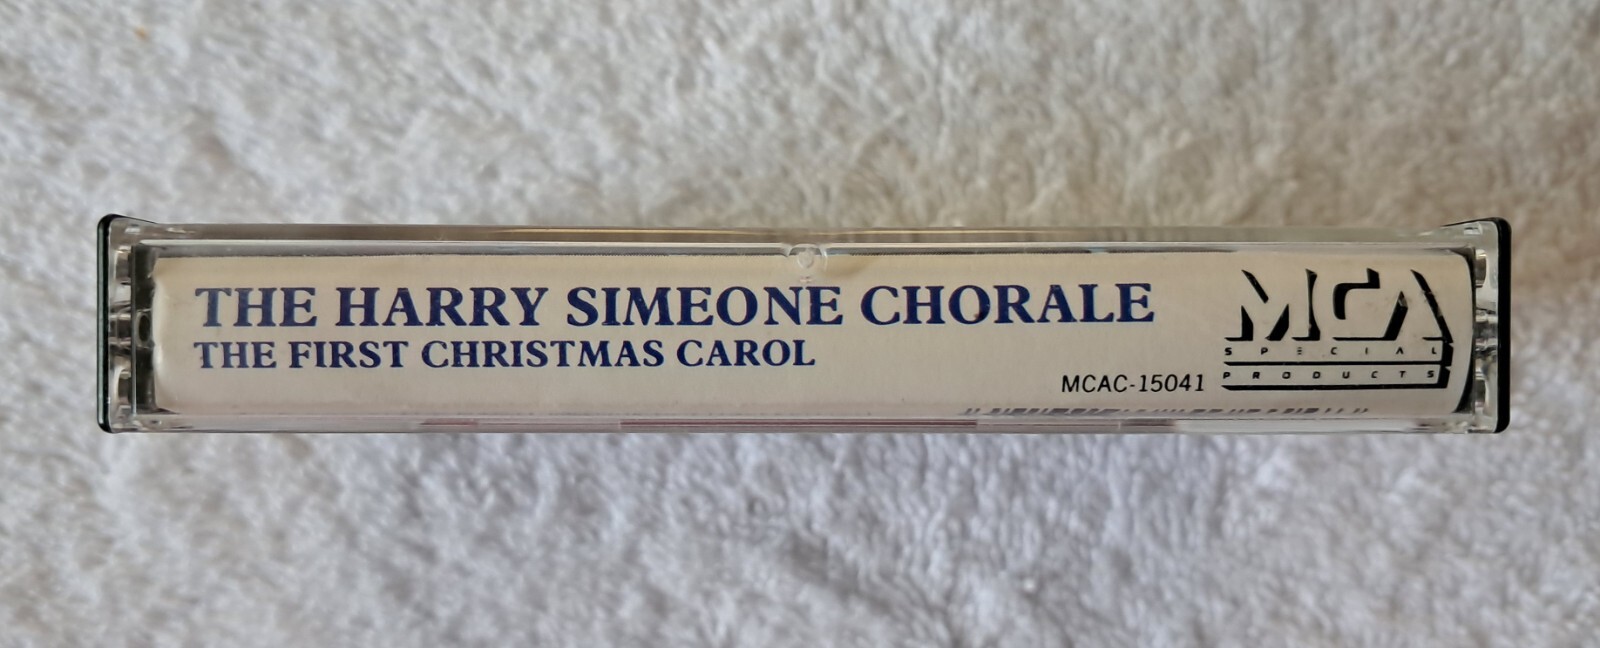 THE HARRY SIMEONE CHORALE
THE FIRST CHRISTMAS CAROL
MCAC-15041
MCA
SPECIAL
PRODUCTS